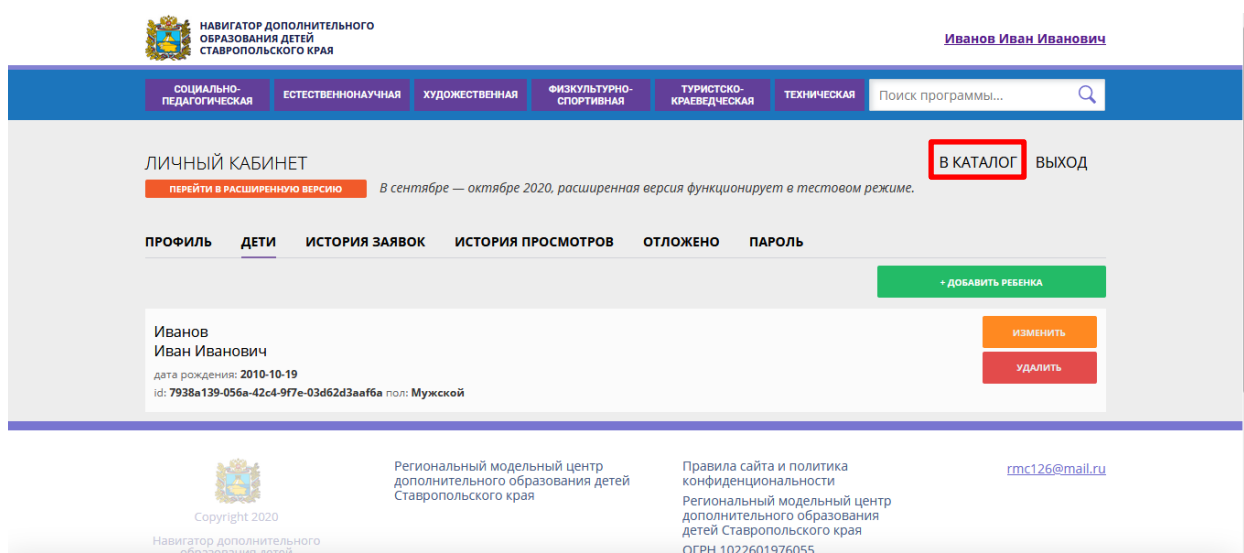 НАВИГАТОР ДОПОЛНИТЕЛЬНОГО
ОБРАЗОВАНИЯ ДЕТЕЙ
СТАВРОПОЛЬСКОГО КРАЯ
Иванов Иван Иванович
СОЦИАЛЬНО-
ПЕДАГОГИЧЕСКАЯ
ЕСТЕСТВЕННОНАУЧНАЯ
ХУДОЖЕСТВЕННАЯ
ФИЗКУЛЬТУРНО-
СПОРТИВНАЯ
ТУРИСТСКО-
КРАЕВЕДЧЕСКАЯ
ТЕХНИЧЕСКАЯ
Поиск программы...
ЛИЧНЫЙ КАБИНЕТ
В КАТАЛОГ ВЫХОД
ПЕРЕЙТИ В РАСШИРЕННУЮ ВЕРСИЮ
В сентябре — октябре 2020, расширенная версия функционирует в тестовом режиме.
ПРОФИЛЬ ДЕТИ ИСТОРИЯ ЗАЯВОК ИСТОРИЯ ПРОСМОТРОВ ОТЛОЖЕНО ПАРОЛЬ
+ ДОБАВИТЬ РЕБЕНКА
Иванов
Иван Иванович
дата рождения: 2010-10-19
id: 7938a139-056a-42c4-9f7e-03d62d3aaf6a пол: Мужской
ИЗМЕНИТЬ
УДАЛИТЬ
Copyright 2020
Навигатор дополнительного
образования детей
Региональный модельный центр
дополнительного образования детей
Ставропольского края
Правила сайта и политика
конфиденциональности
Региональный модельный центр
дополнительного образования
детей Ставропольского края
ОГРН 1022601976055
rmc126@mail.ru